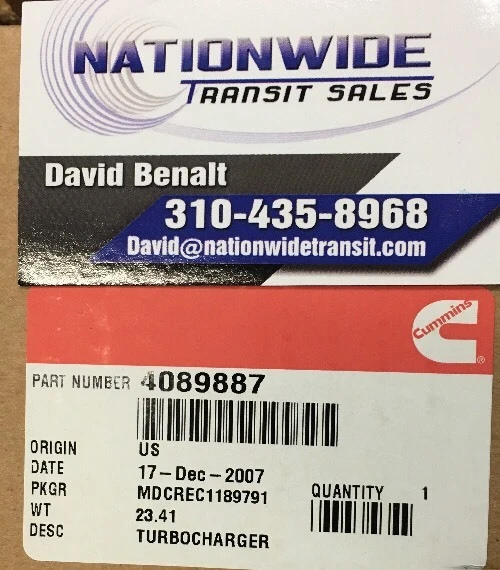 NATIONWIDE
TRANSIT SALES
David Benalt
310-435-8968
David@nationwidetransit.com
Cummins
®
PART NUMBER 4089887
ORIGIN US
DATE 17-Dec-2007
PKGR MDCREC1189791 QUANTITY 1
WT 23.41
DESC TURBOCHARGER